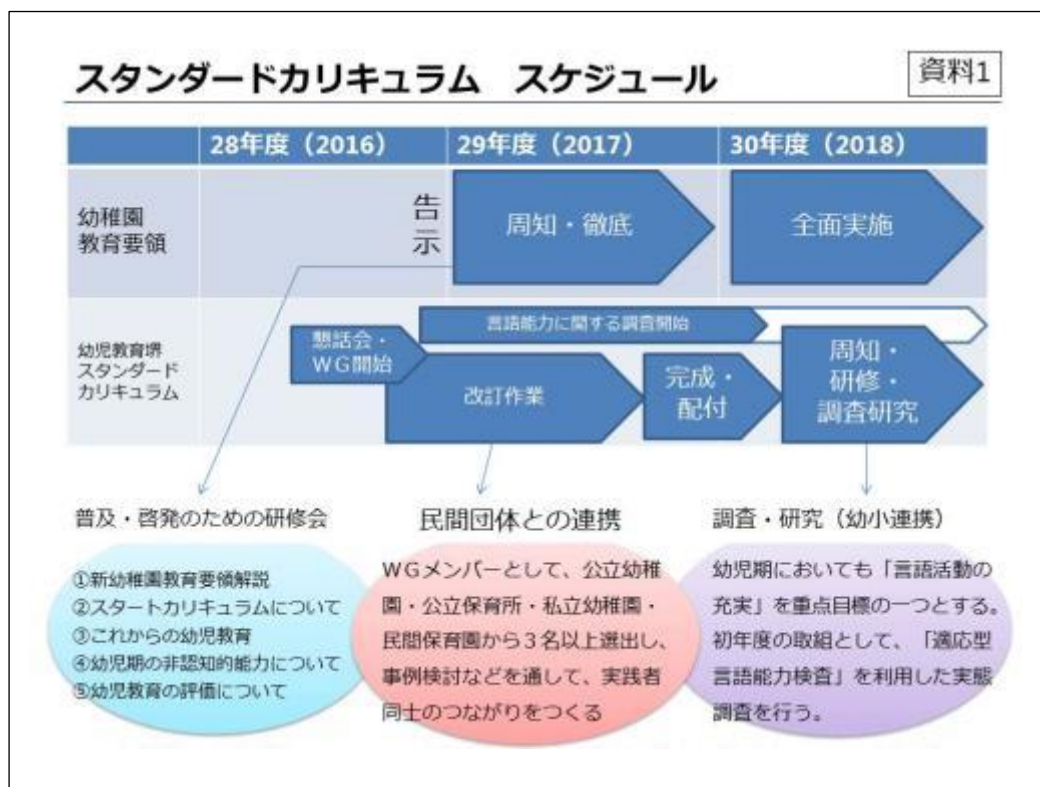 スタンダードカリキュラム　スケジュール
資料1
28年度（2016）
29年度（2017）
30年度（2018）
幼稚園
教育要領
告
示
周知・徹底
全面実施
幼児教育堺
スタンダード
カリキュラム
懇話会・
ＷＧ開始
言語能力に関する調査開始
改訂作業
完成・
配付
周知・
研修・
調査研究
普及・啓発のための研修会
①新幼稚園教育要領解説
②スタートカリキュラムについて
③これからの幼児教育
④幼児期の非認知的能力について
⑤幼児教育の評価について
民間団体との連携
ＷＧメンバーとして、公立幼稚
園・公立保育所・私立幼稚園・
民間保育園から３名以上選出し、
事例検討などを通して、実践者
同士のつながりをつくる
調査・研究（幼小連携）
幼児期においても「言語活動の
充実」を重点目標の一つとする。
初年度の取組として、「適応型
言語能力検査」を利用した実態
調査を行う。